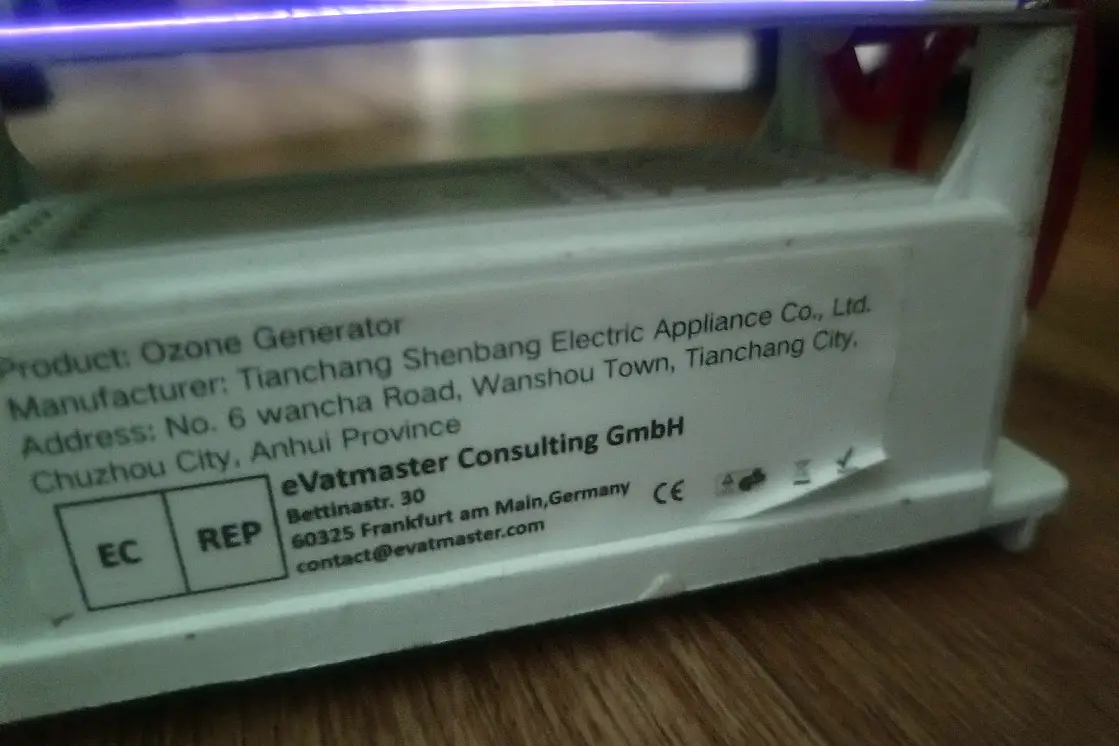 Product: Ozone Generator
Manufacturer: Tianchang Shenbang Electric Appliance Co., Ltd.
Address: No. 6 wancha Road, Wanshou Town, Tianchang City,
Chuzhou City, Anhui Province
EC REP
eVatmaster Consulting GmbH
Bettinastr. 30
60325 Frankfurt am Main,Germany
contact@evatmaster.com
CE